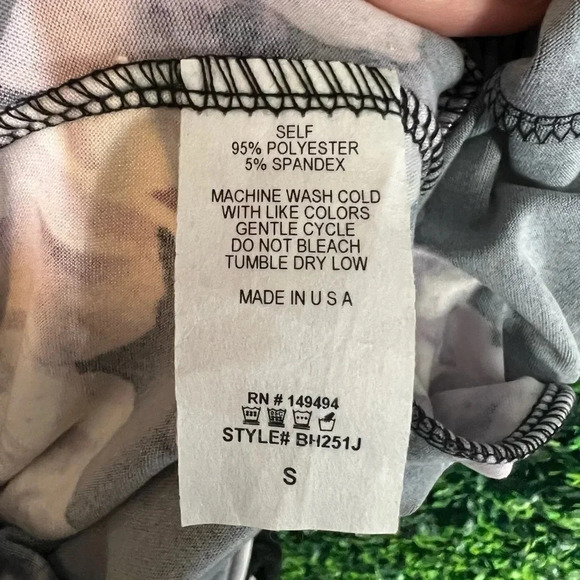 SELF
95% POLYESTER
5% SPANDEX
MACHINE WASH COLD
WITH LIKE COLORS
GENTLE CYCLE
DO NOT BLEACH
TUMBLE DRY LOW
MADE IN U S A
RN # 149494
STYLE# BH251J
S